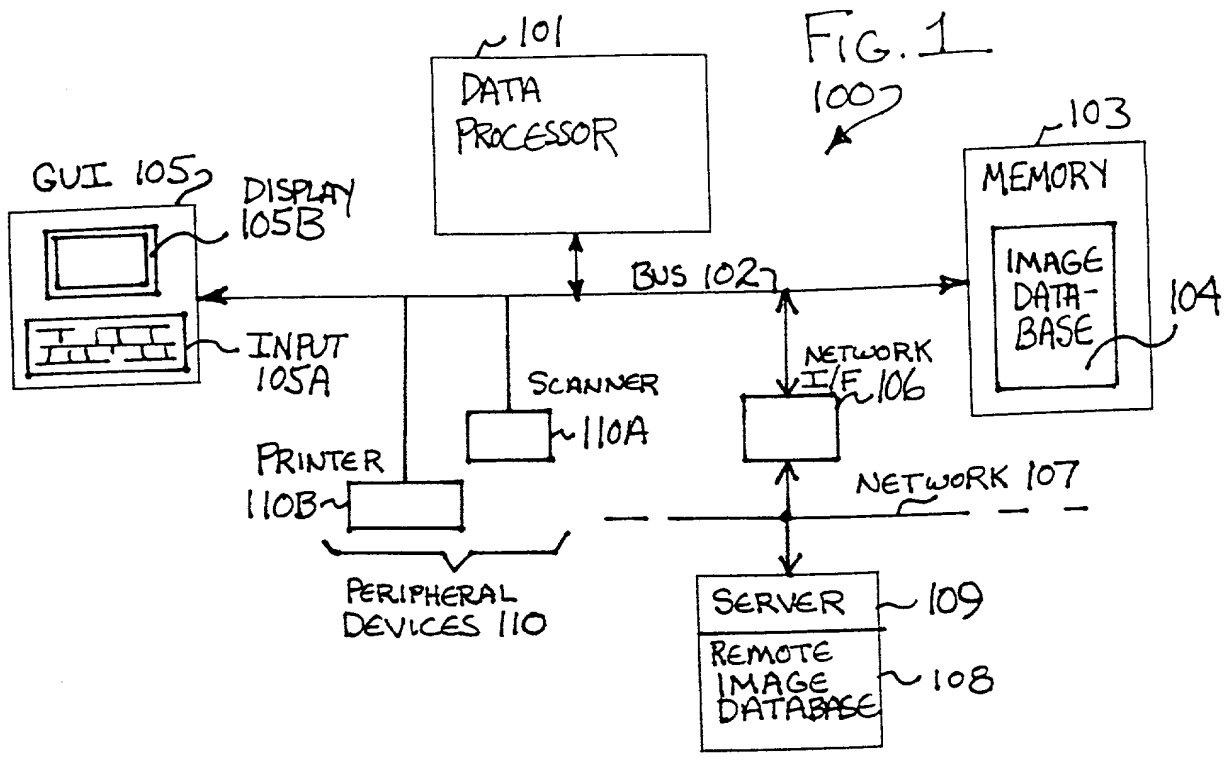 101
DATA
PROCESSOR
FIG. 1
100
103
MEMORY
IMAGE
DATA-
BASE
104
GUI 105
DISPLAY
105B
INPUT
105A
BUS 102
NETWORK
I/F 106
SCANNER
110A
PRINTER
110B
PERIPHERAL
DEVICES 110
NETWORK 107
SERVER
109
REMOTE
IMAGE
DATABASE
108